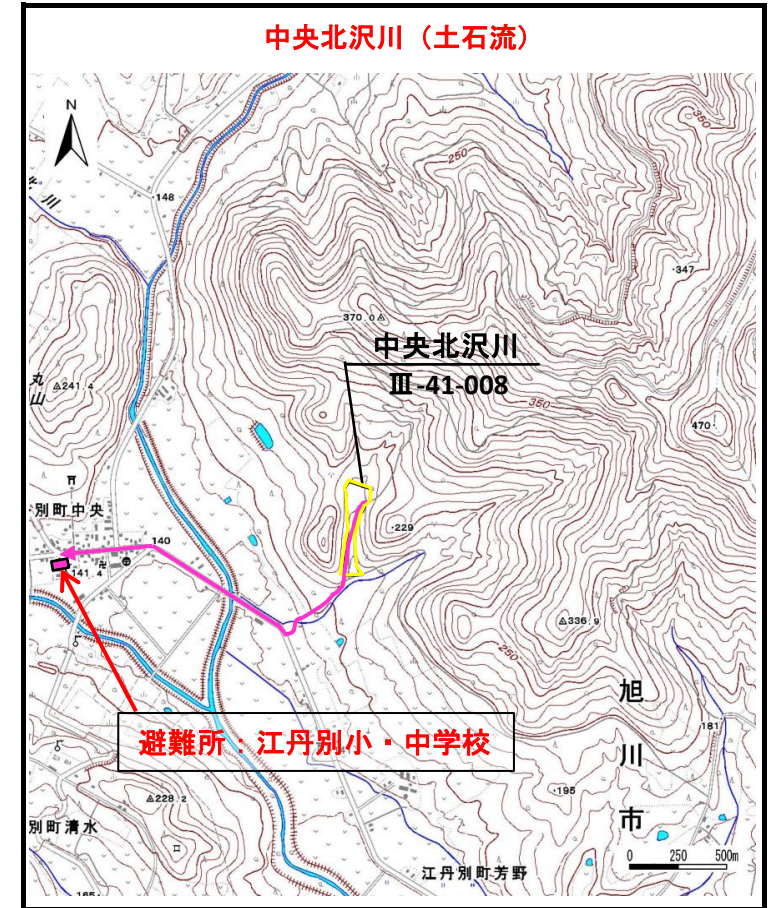 中央北沢川（土石流）
N
148
川
250
350
347
370.0
中央北沢川
Ⅲ-41-008
丸山
241.4
350
470
別町中央
229
140
141.4
336.9
250
旭川市
避難所：江丹別小・中学校
181
195
228.2
別町清水
江丹別町芳野
0 250 500m
165